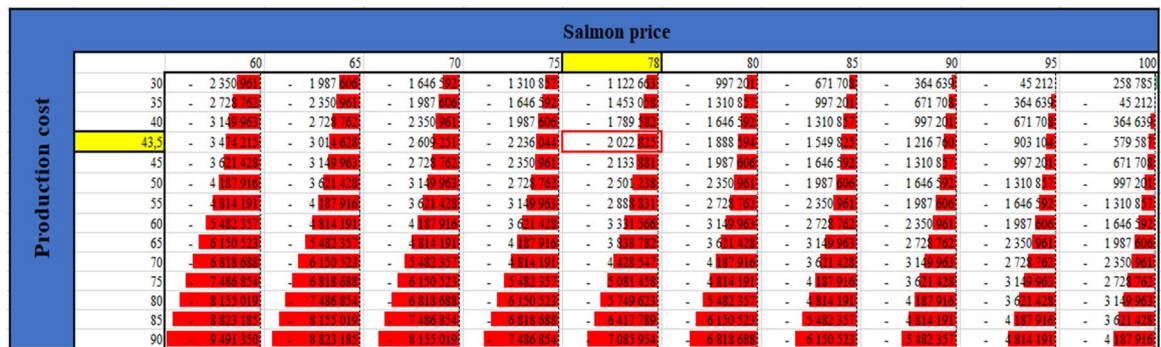 Salmon price
Production cost
60 65 70 75 78 80 85 90 95 100
30 - 2 350 961 - 1 987 606 - 1 646 592 - 1 310 857 - 1 122 663 - 997 201 - 671 708 - 364 639 - 45 212 258 785
35 - 2 728 762 - 2 350 961 - 1 987 606 - 1 646 592 - 1 453 058 - 1 310 857 - 997 201 - 671 708 - 364 639 - 45 212
40 - 3 149 963 - 2 728 762 - 2 350 961 - 1 987 606 - 1 789 582 - 1 646 592 - 1 310 857 - 997 201 - 671 708 - 364 639
43,5 - 3 474 215 - 3 014 628 - 2 609 251 - 2 236 044 - 2 022 825 - 1 888 594 - 1 549 825 - 1 216 760 - 903 104 - 579 587
45 - 3 621 428 - 3 149 963 - 2 728 762 - 2 350 961 - 2 133 881 - 1 987 606 - 1 646 592 - 1 310 857 - 997 201 - 671 708
50 - 4 187 916 - 3 621 428 - 3 149 963 - 2 728 762 - 2 501 238 - 2 350 961 - 1 987 606 - 1 646 592 - 1 310 857 - 997 201
55 - 4 814 191 - 4 187 916 - 3 621 428 - 3 149 963 - 2 888 831 - 2 728 762 - 2 350 961 - 1 987 606 - 1 646 592 - 1 310 857
60 - 5 482 357 - 4 814 191 - 4 187 916 - 3 621 428 - 3 331 566 - 3 149 963 - 2 728 762 - 2 350 961 - 1 987 606 - 1 646 592
65 - 6 150 523 - 5 482 357 - 4 814 191 - 4 187 916 - 3 838 782 - 3 621 428 - 3 149 963 - 2 728 762 - 2 350 961 - 1 987 606
70 - 6 818 688 - 6 150 523 - 5 482 357 - 4 814 191 - 4 428 547 - 4 187 916 - 3 621 428 - 3 149 963 - 2 728 762 - 2 350 961
75 - 7 486 854 - 6 818 688 - 6 150 523 - 5 482 357 - 5 081 458 - 4 814 191 - 4 187 916 - 3 621 428 - 3 149 963 - 2 728 762
80 - 8 155 019 - 7 486 854 - 6 818 688 - 6 150 523 - 5 749 623 - 5 482 357 - 4 814 191 - 4 187 916 - 3 621 428 - 3 149 963
85 - 8 823 185 - 8 155 019 - 7 486 854 - 6 818 688 - 6 417 789 - 6 150 523 - 5 482 357 - 4 814 191 - 4 187 916 - 3 621 428
90 - 9 491 350 - 8 823 185 - 8 155 019 - 7 486 854 - 7 085 954 - 6 818 688 - 6 150 523 - 5 482 357 - 4 814 191 - 4 187 916